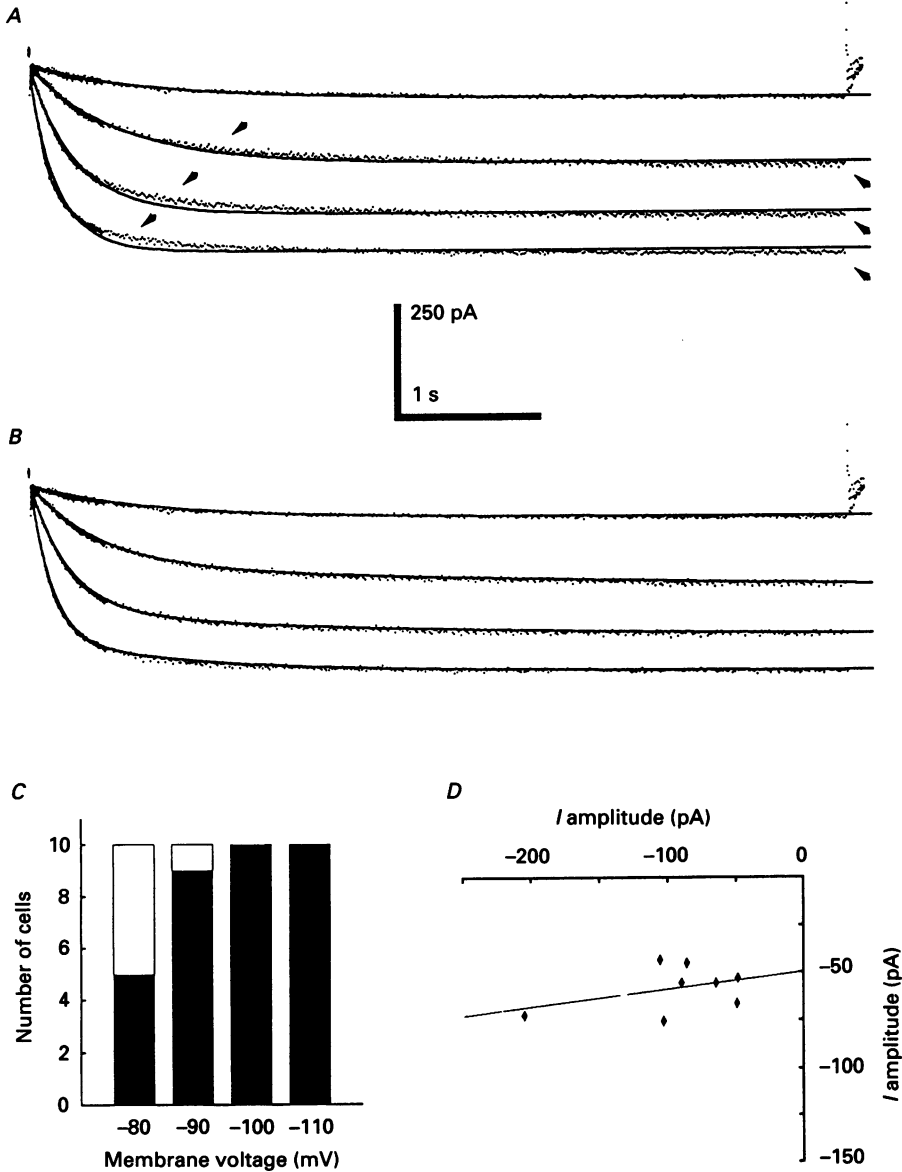 A
250 pA
1 s
B
C
Number of cells
10
8
6
4
2
0
−80 −90 −100 −110
Membrane voltage (mV)
D
I amplitude (pA)
−200 −100 0
−50
−100
−150
I amplitude (pA)